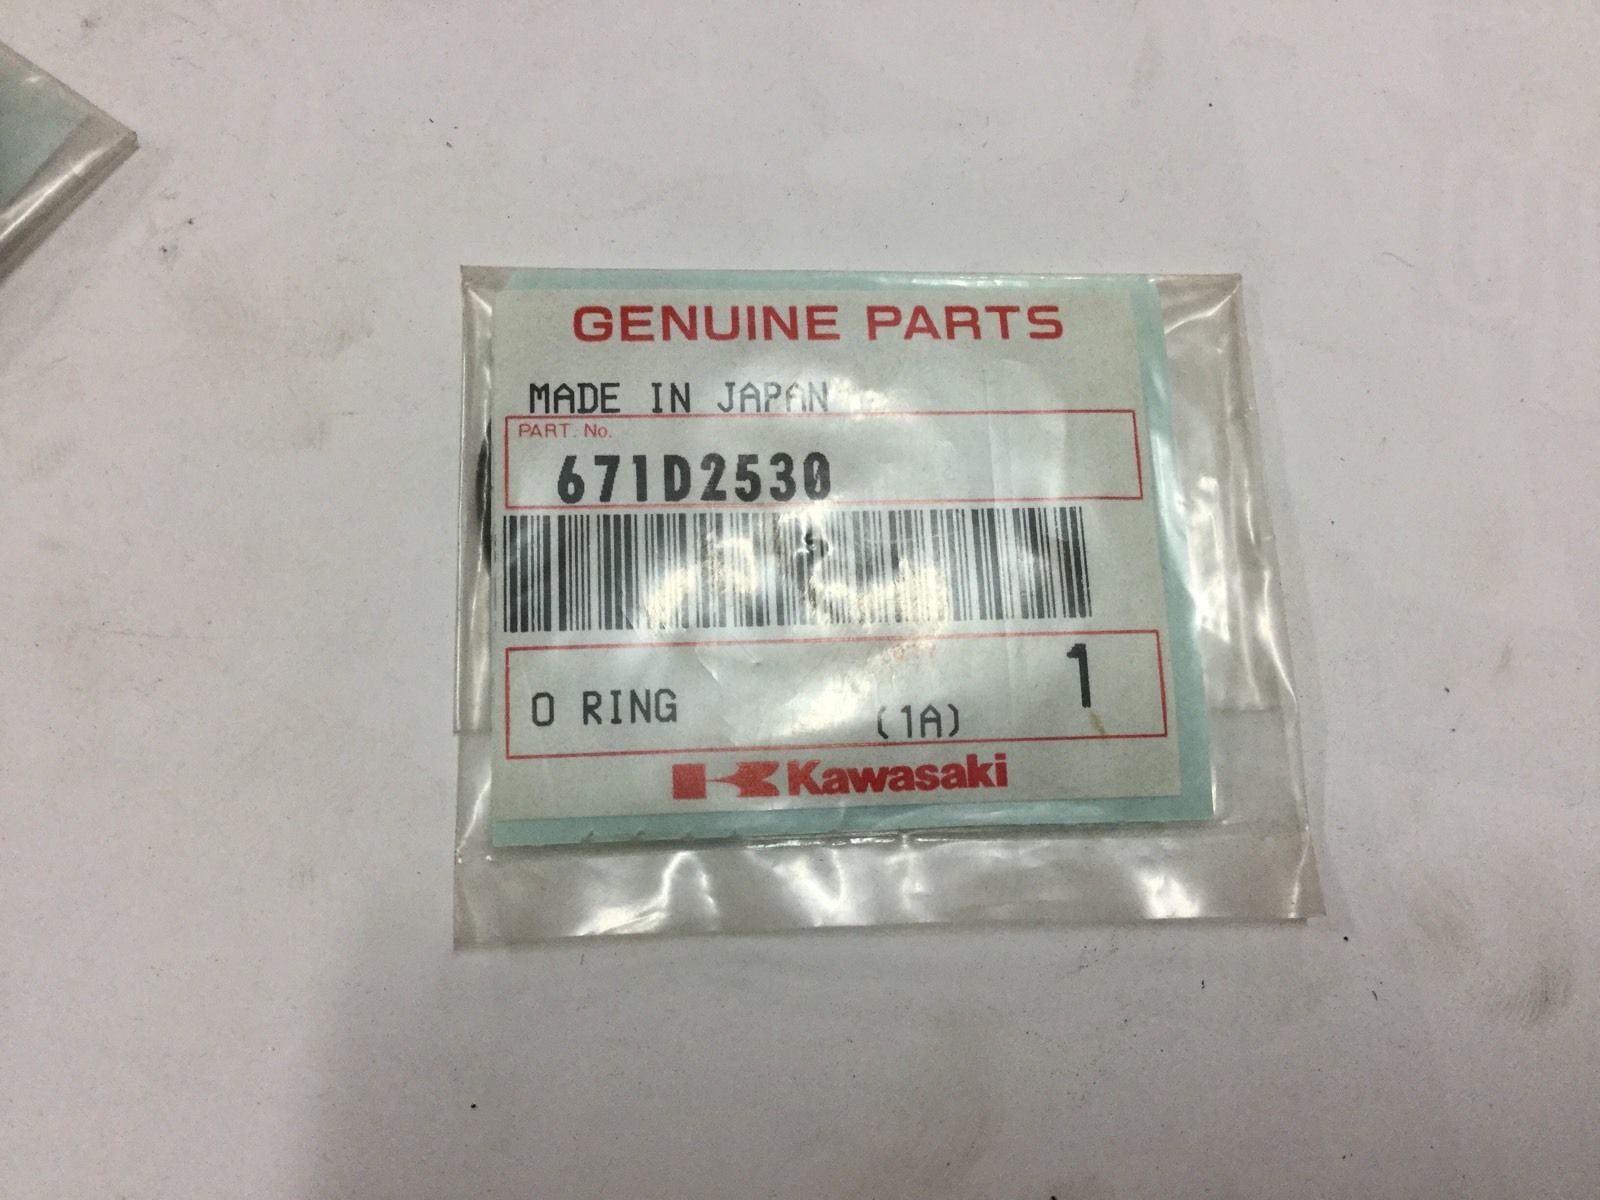 GENUINE PARTS
MADE IN JAPAN
PART. No.
671D2530
1
O RING (1A)
Kawasaki